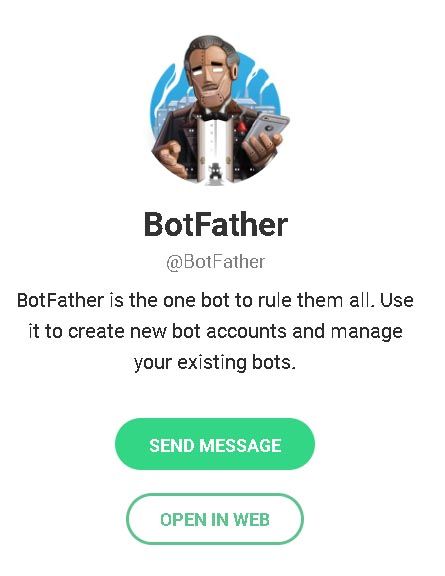 BotFather
@BotFather
BotFather is the one bot to rule them all. Use
it to create new bot accounts and manage
your existing bots.
SEND MESSAGE
OPEN IN WEB